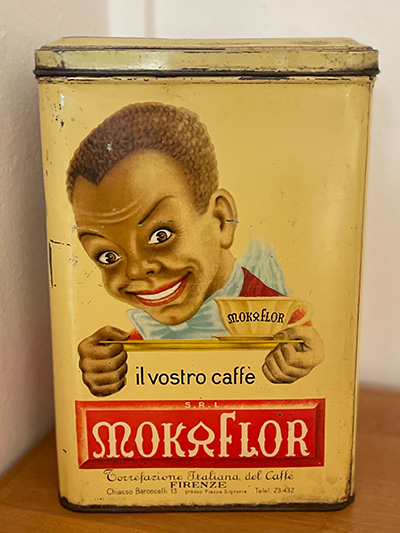 MOKAFLOR
il vostro caffè
S.R.L
MOKAFLOR
Torrefazione Italiana del Caffè
FIRENZE
Chiasso Baroncelli 13 presso Piazza Signoria Telef. 23.432